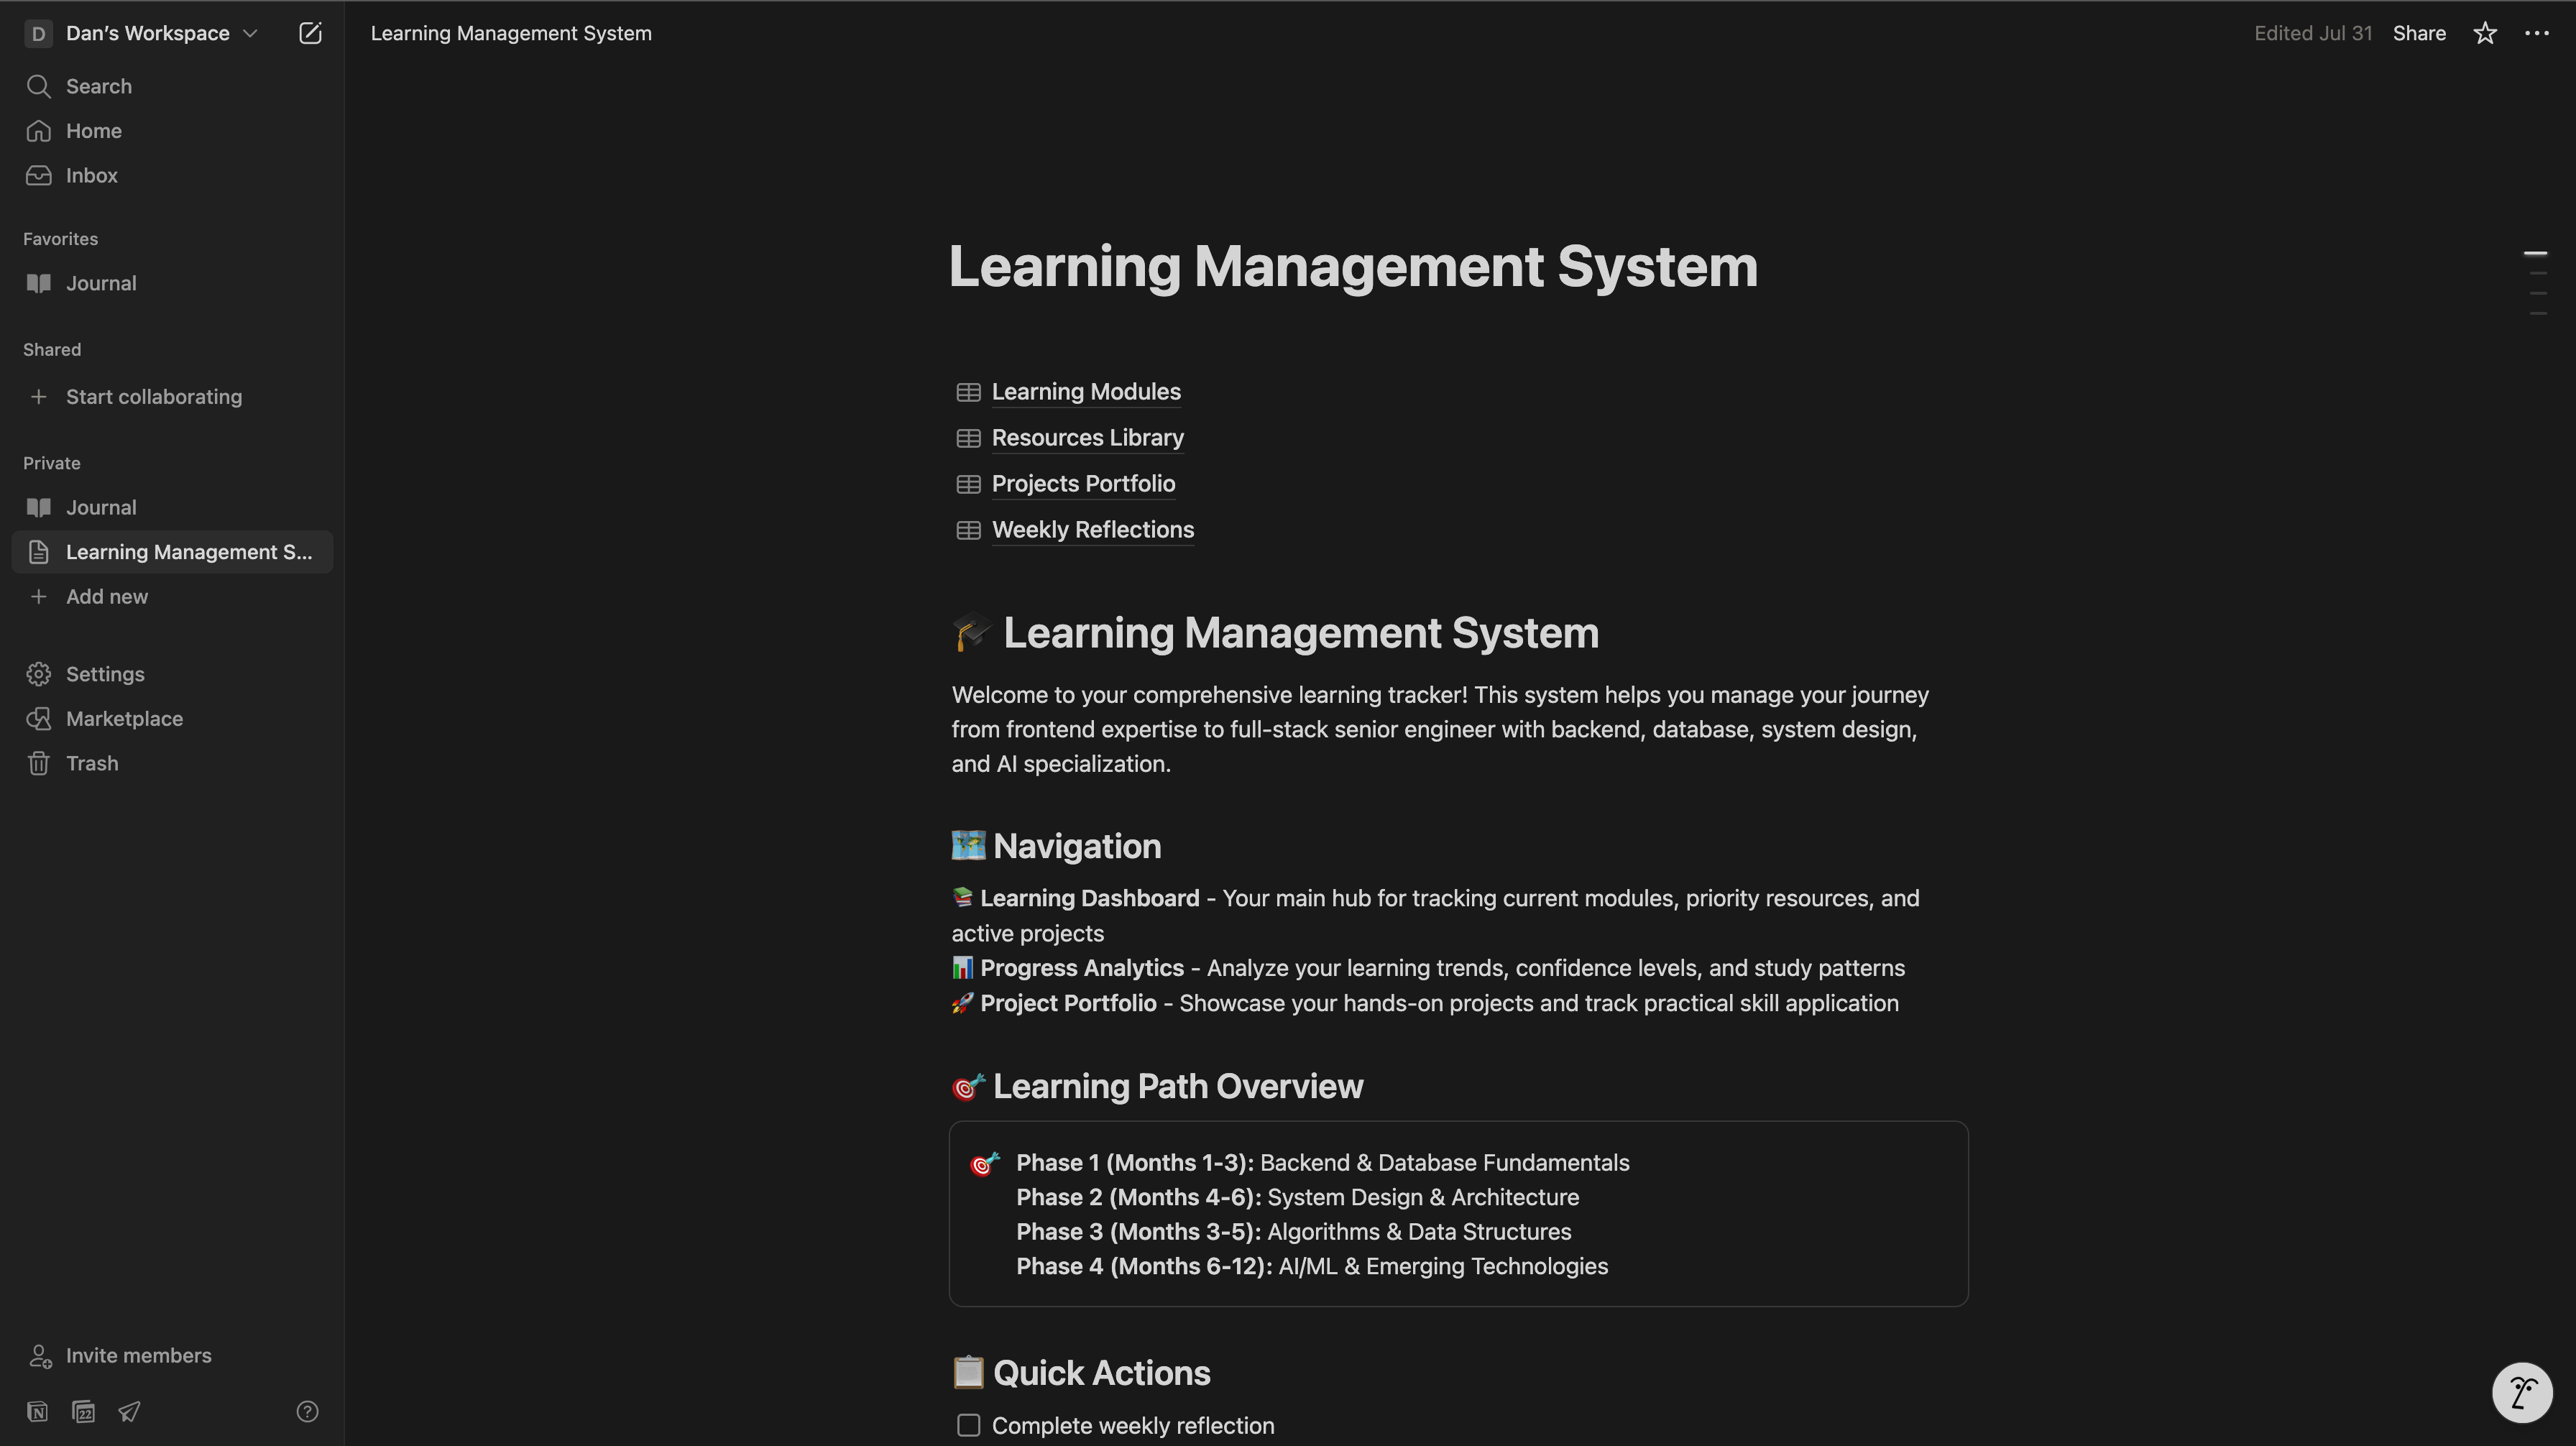 D Dan's Workspace
Search
Home
Inbox
Favorites
Journal
Shared
Start collaborating
Private
Journal
Learning Management S...
Add new
Settings
Marketplace
Trash
Invite members
22
Learning Management System
Edited Jul 31 Share
Learning Management System
Learning Modules
Resources Library
Projects Portfolio
Weekly Reflections
🎓 Learning Management System
Welcome to your comprehensive learning tracker! This system helps you manage your journey
from frontend expertise to full-stack senior engineer with backend, database, system design,
and AI specialization.
🗺️ Navigation
📚 Learning Dashboard - Your main hub for tracking current modules, priority resources, and
active projects
📊 Progress Analytics - Analyze your learning trends, confidence levels, and study patterns
🚀 Project Portfolio - Showcase your hands-on projects and track practical skill application
🎯 Learning Path Overview
🎯 Phase 1 (Months 1-3): Backend & Database Fundamentals
Phase 2 (Months 4-6): System Design & Architecture
Phase 3 (Months 3-5): Algorithms & Data Structures
Phase 4 (Months 6-12): AI/ML & Emerging Technologies
📋 Quick Actions
Complete weekly reflection